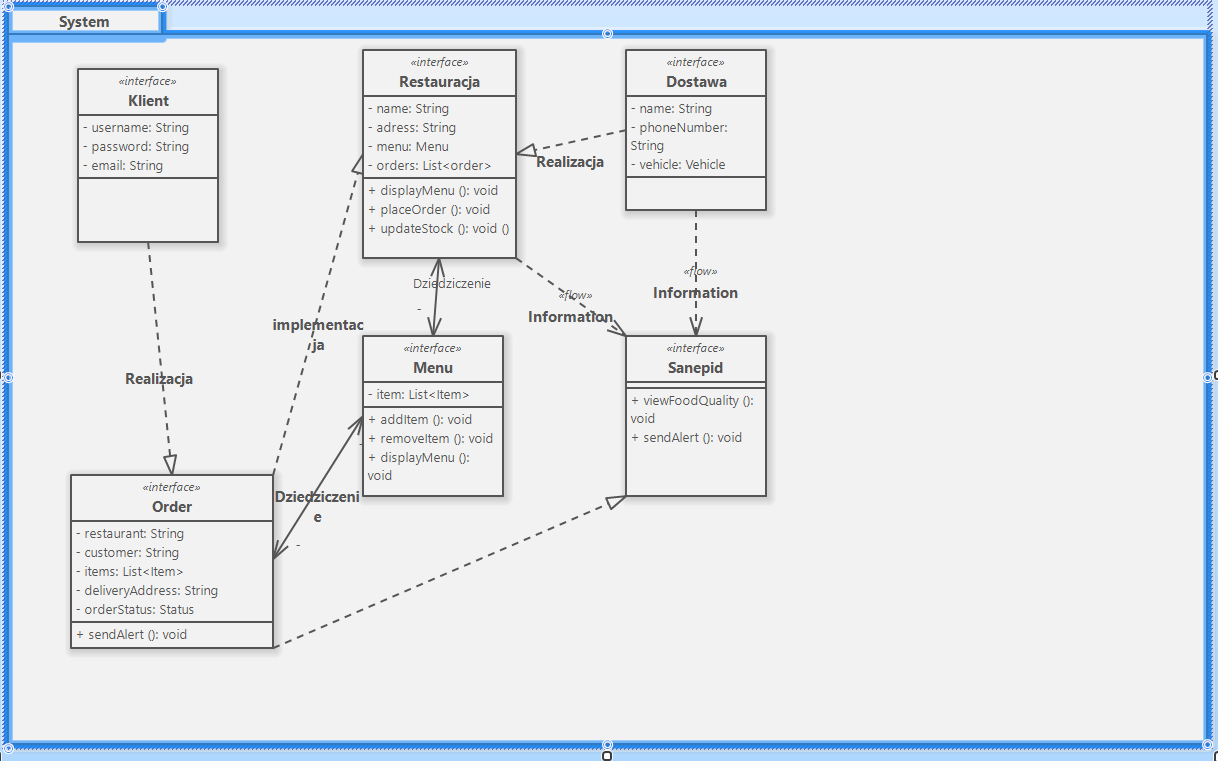 System
«interface»
Klient
- username: String
- password: String
- email: String
«interface»
Restauracja
- name: String
- adress: String
- menu: Menu
- orders: List<order>
+ displayMenu (): void
+ placeOrder (): void
+ updateStock (): void ()
«interface»
Dostawa
- name: String
- phoneNumber:
String
- vehicle: Vehicle
Realizacja
Dziedziczenie
-
«flow»
Information
«flow»
Information
implementac
ja
Realizacja
«interface»
Menu
- item: List<Item>
+ addItem (): void
+ removeItem (): void
+ displayMenu ():
void
«interface»
Sanepid
+ viewFoodQuality ():
void
+ sendAlert (): void
-
Dziedziczeni
e
-
«interface»
Order
- restaurant: String
- customer: String
- items: List<Item>
- deliveryAddress: String
- orderStatus: Status
+ sendAlert (): void